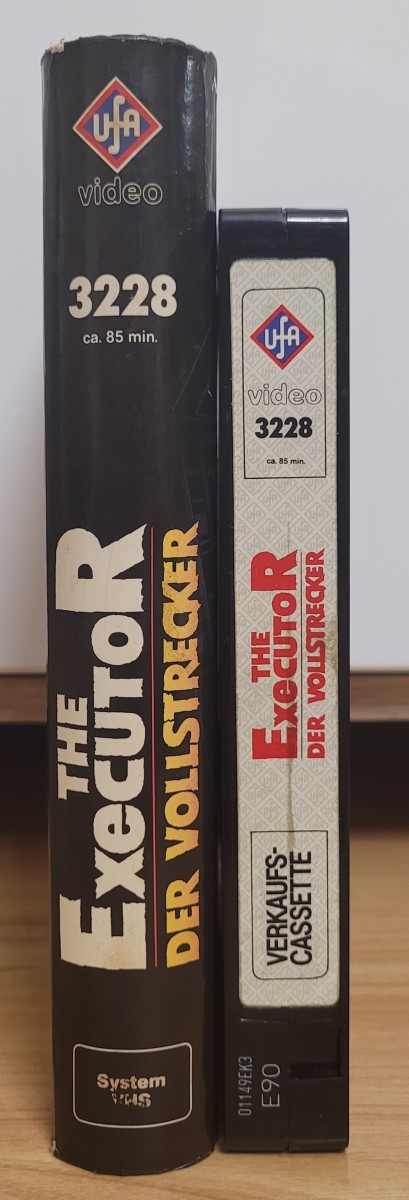 UfA
video
3228
ca. 85 min.
THE
ExecutoR
DER VOLLSTRECKER
System
VHS
UfA
video
3228
ca. 85 min.
THE
ExecutoR
DER VOLLSTRECKER
VERKAUFS-
CASSETTE
01149EK3
E90